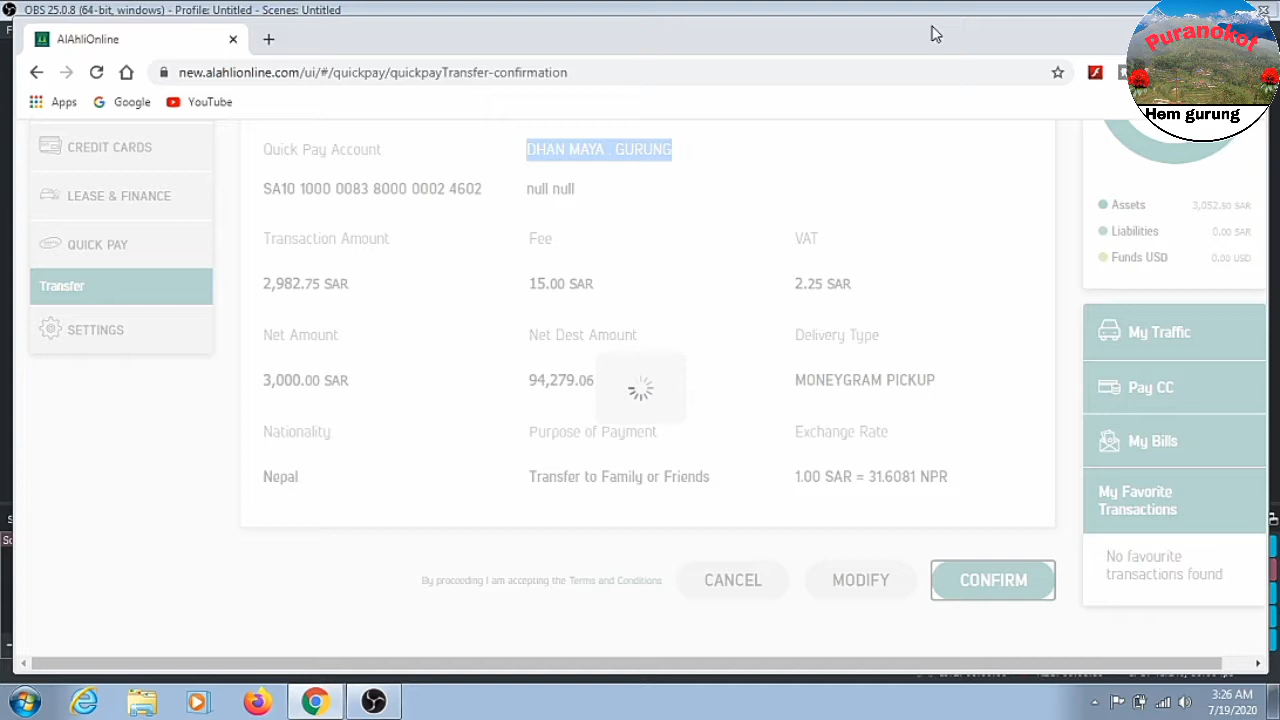 OBS 25.0.8 (64-bit, windows) - Profile: Untitled - Scenes: Untitled
AlAhliOnline
new.alahlionline.com/ui/#/quickpay/quickpayTransfer-confirmation
Apps Google YouTube
Puranokot
Hem gurung
CREDIT CARDS
LEASE & FINANCE
QUICK PAY
Transfer
SETTINGS
Quick Pay Account DHAN MAYA . GURUNG
SA10 1000 0083 8000 0002 4602 null null
Transaction Amount Fee VAT
2,982.75 SAR 15.00 SAR 2.25 SAR
Net Amount Net Dest Amount Delivery Type
3,000.00 SAR 94,279.06 MONEYGRAM PICKUP
Nationality Purpose of Payment Exchange Rate
Nepal Transfer to Family or Friends 1.00 SAR = 31.6081 NPR
By proceeding I am accepting the Terms and Conditions CANCEL MODIFY CONFIRM
Assets 3,052.50 SAR
Liabilities 0.00 SAR
Funds USD 0.00 USD
My Traffic
Pay CC
My Bills
My Favorite
Transactions
No favourite
transactions found
3:26 AM
7/19/2020